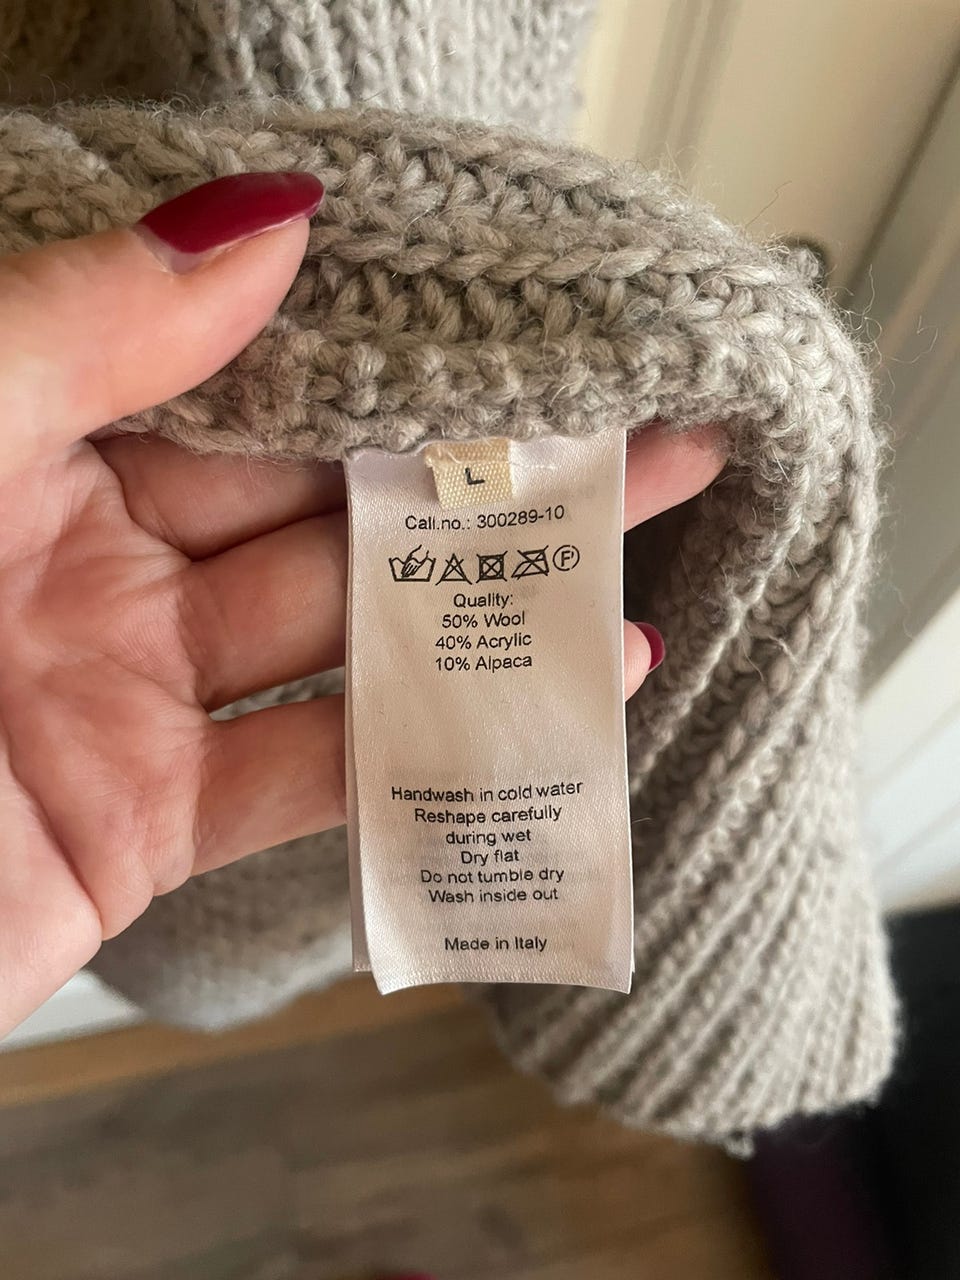 L
Call.no.: 300289-10
F
Quality:
50% Wool
40% Acrylic
10% Alpaca
Handwash in cold water
Reshape carefully
during wet
Dry flat
Do not tumble dry
Wash inside out
Made in Italy